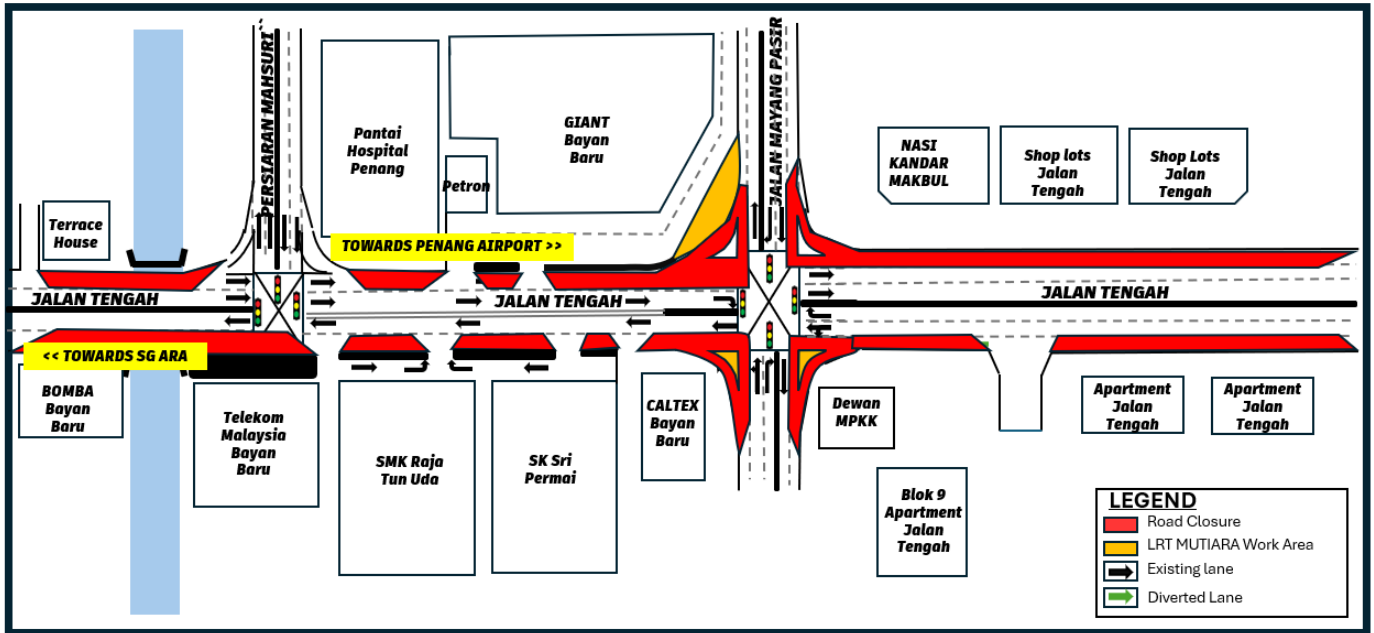 PERSIARAN MAHSURI
JALAN MAYANG PASIR
Pantai
Hospital
Penang
Petron
GIANT
Bayan
Baru
NASI
KANDAR
MAKBUL
Shop lots
Jalan
Tengah
Shop Lots
Jalan
Tengah
Terrace
House
TOWARDS PENANG AIRPORT >>
JALAN TENGAH
JALAN TENGAH
JALAN TENGAH
<< TOWARDS SG ARA
BOMBA
Bayan
Baru
Telekom
Malaysia
Bayan
Baru
SMK Raja
Tun Uda
SK Sri
Permai
CALTEX
Bayan
Baru
Dewan
MPKK
Apartment
Jalan
Tengah
Apartment
Jalan
Tengah
Blok 9
Apartment
Jalan
Tengah
LEGEND
Road Closure
LRT MUTIARA Work Area
Existing lane
Diverted Lane